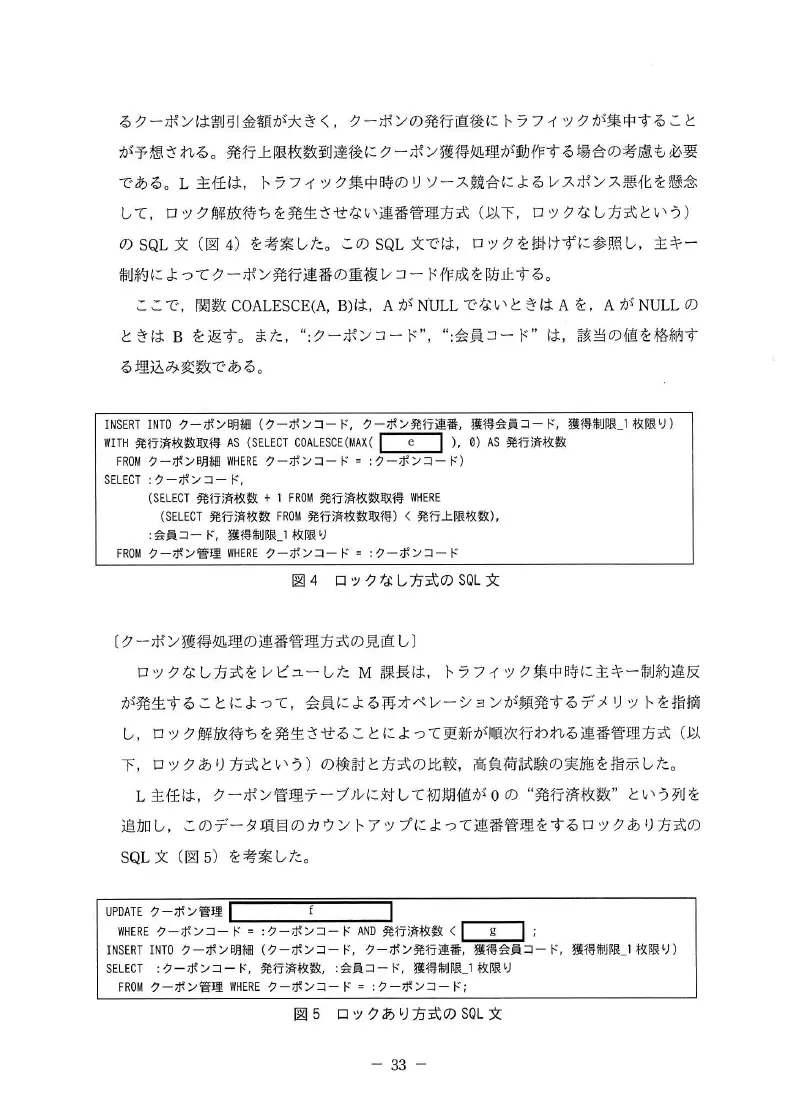 るクーポンは割引金額が大きく，クーポンの発行直後にトラフィックが集中すること
が予想される。発行上限枚数到達後にクーポン獲得処理が動作する場合の考慮も必要
である。L 主任は，トラフィック集中時のリソース競合によるレスポンス悪化を懸念
して，ロック解放待ちを発生させない連番管理方式（以下，ロックなし方式という）
の SQL 文（図 4）を考案した。この SQL 文では，ロックを掛けずに参照し，主キー
制約によってクーポン発行連番の重複レコード作成を防止する。
ここで，関数 COALESCE(A, B)は，A が NULL でないときは A を，A が NULL の
ときは B を返す。また，“:クーポンコード”，“:会員コード” は，該当の値を格納す
る埋込み変数である。
INSERT INTO クーポン明細（クーポンコード, クーポン発行連番, 獲得会員コード, 獲得制限_1枚限り）
WITH 発行済枚数取得 AS (SELECT COALESCE(MAX( e ), 0) AS 発行済枚数
FROM クーポン明細 WHERE クーポンコード = :クーポンコード)
SELECT :クーポンコード,
(SELECT 発行済枚数 + 1 FROM 発行済枚数取得 WHERE
(SELECT 発行済枚数 FROM 発行済枚数取得) < 発行上限枚数),
:会員コード, 獲得制限_1枚限り
FROM クーポン管理 WHERE クーポンコード = :クーポンコード
図 4 ロックなし方式の SQL 文
〔クーポン獲得処理の連番管理方式の見直し〕
ロックなし方式をレビューした M 課長は，トラフィック集中時に主キー制約違反
が発生することによって，会員による再オペレーションが頻発するデメリットを指摘
し，ロック解放待ちを発生させることによって更新が順次行われる連番管理方式（以
下，ロックあり方式という）の検討と方式の比較，高負荷試験の実施を指示した。
L 主任は，クーポン管理テーブルに対して初期値が 0 の “発行済枚数” という列を
追加し，このデータ項目のカウントアップによって連番管理をするロックあり方式の
SQL 文（図 5）を考案した。
UPDATE クーポン管理 f
WHERE クーポンコード = :クーポンコード AND 発行済枚数 < g ;
INSERT INTO クーポン明細（クーポンコード, クーポン発行連番, 獲得会員コード, 獲得制限_1枚限り）
SELECT :クーポンコード, 発行済枚数, :会員コード, 獲得制限_1枚限り
FROM クーポン管理 WHERE クーポンコード = :クーポンコード;
図 5 ロックあり方式の SQL 文
－ 33 －